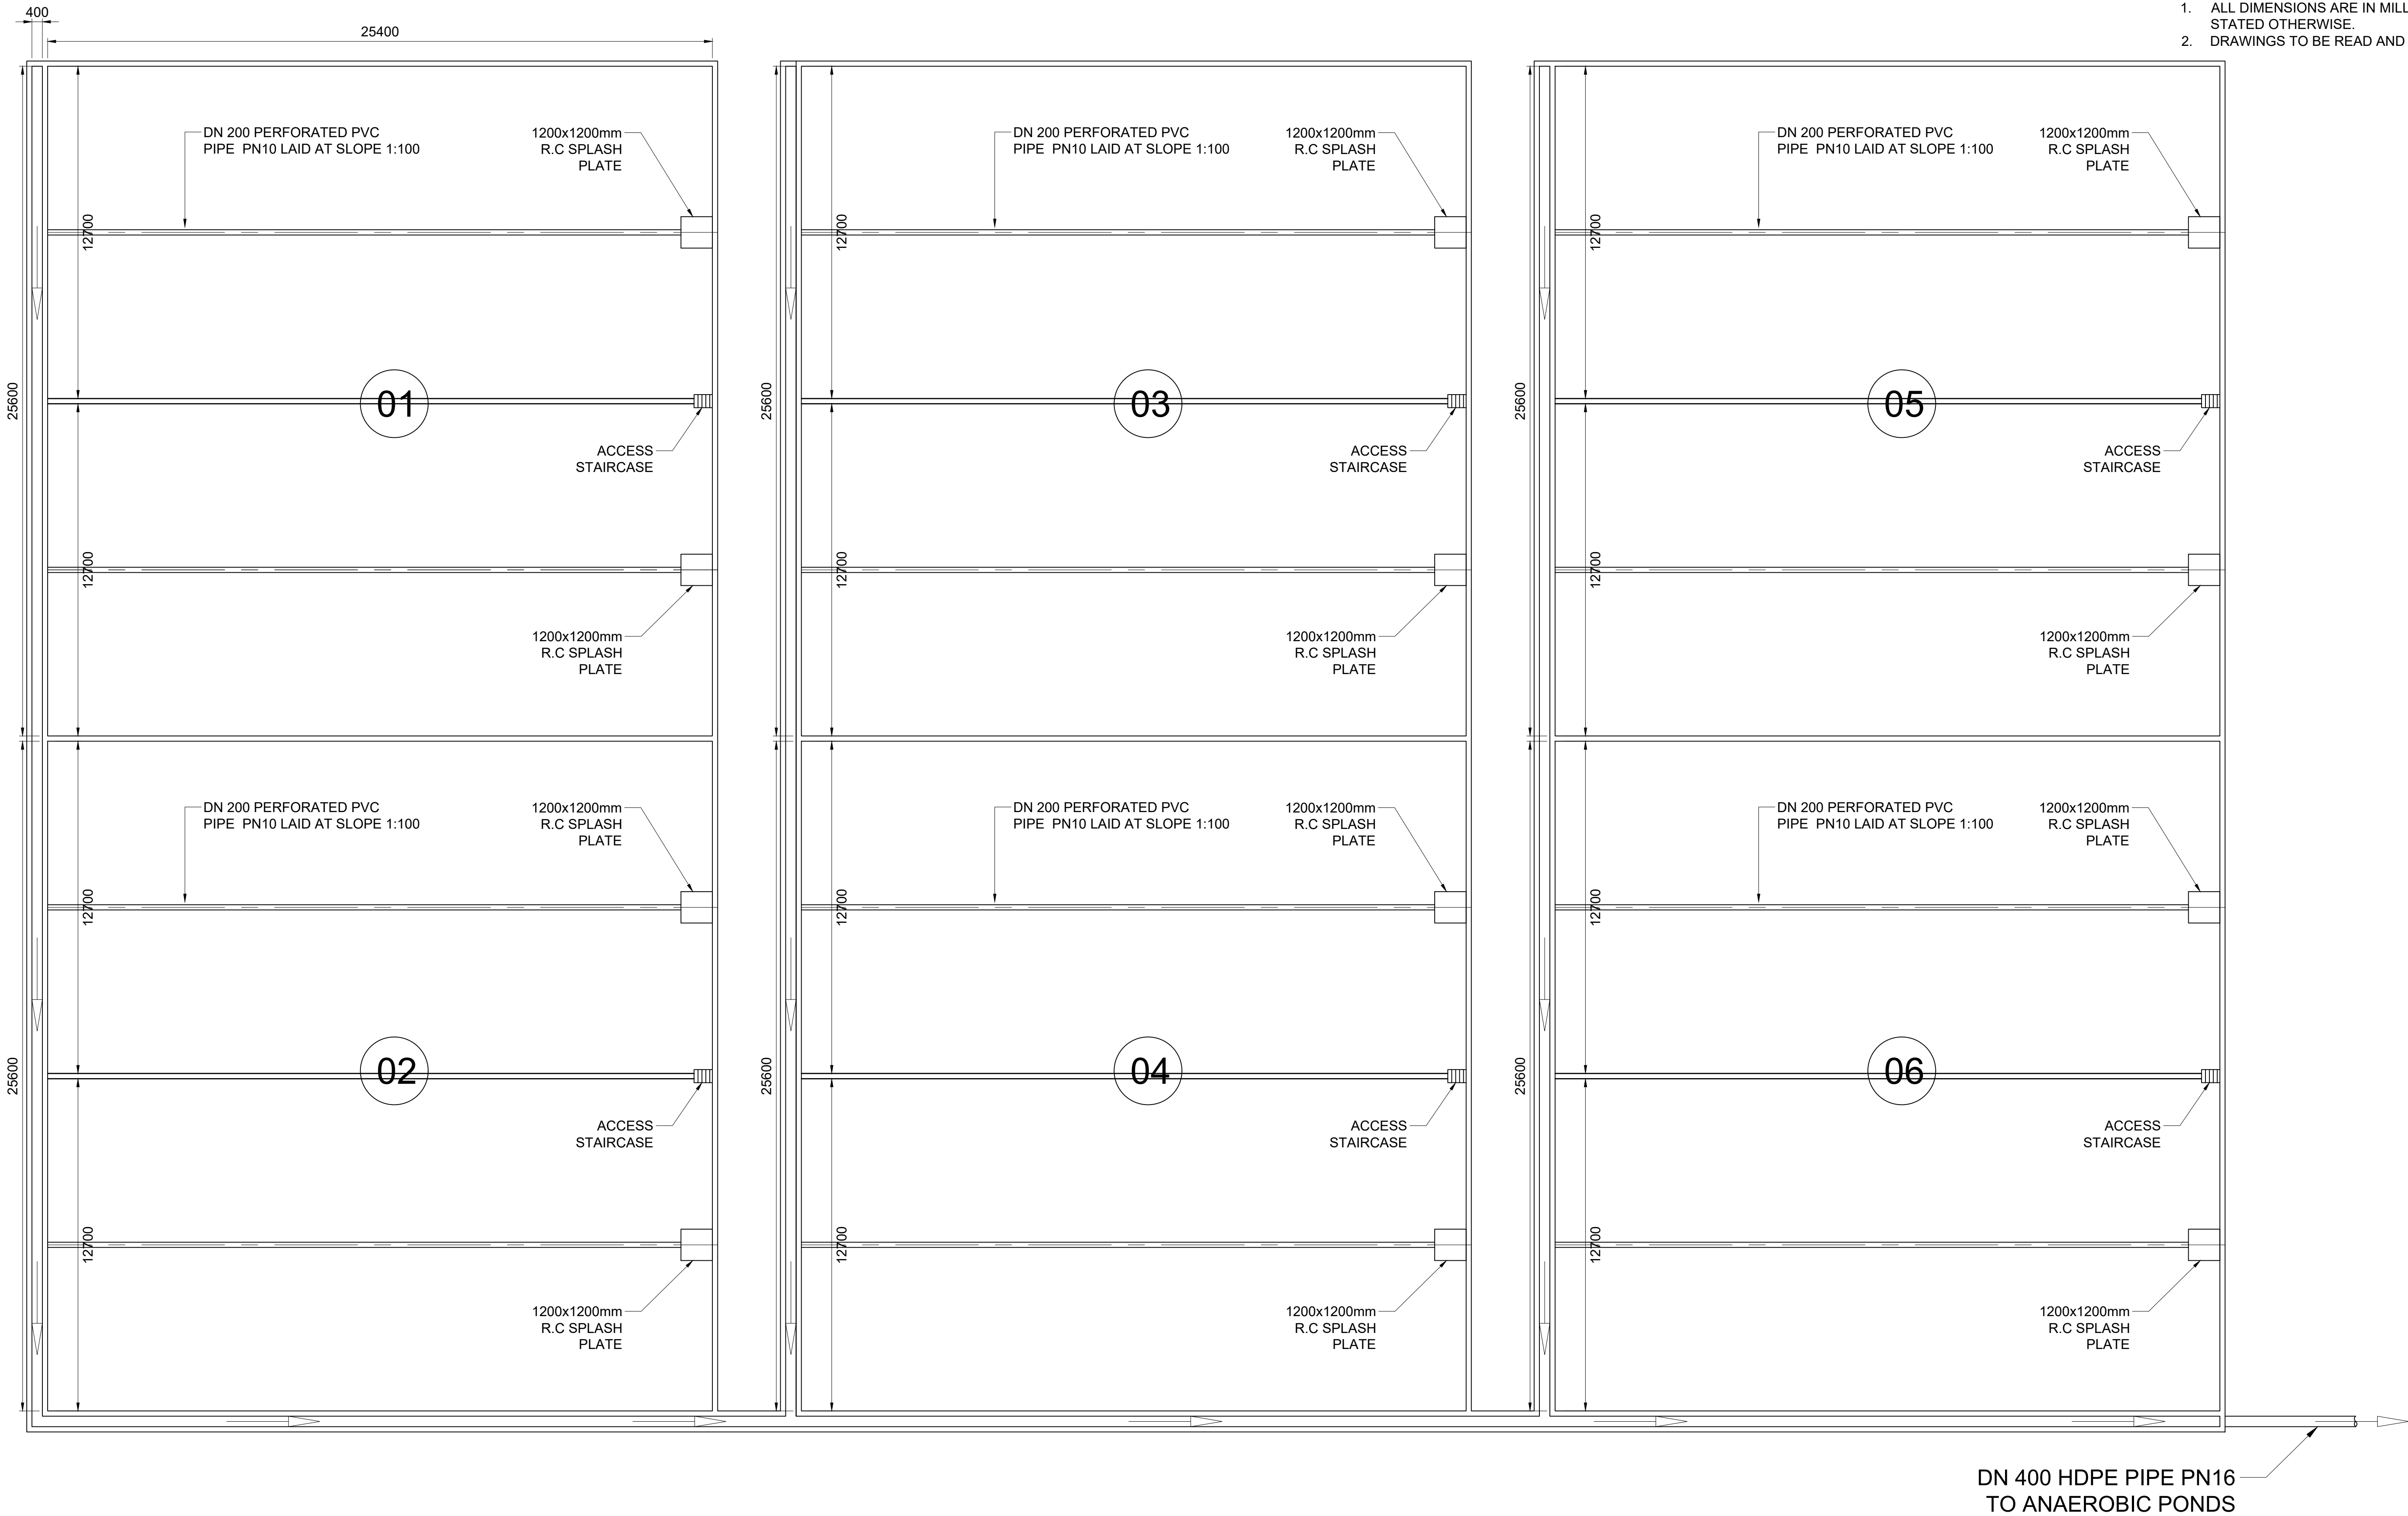 400
25400
1. ALL DIMENSIONS ARE IN MILL
STATED OTHERWISE.
2. DRAWINGS TO BE READ AND
DN 200 PERFORATED PVC
PIPE PN10 LAID AT SLOPE 1:100
1200x1200mm
R.C SPLASH
PLATE
12700
25600
01
ACCESS
STAIRCASE
12700
1200x1200mm
R.C SPLASH
PLATE
DN 200 PERFORATED PVC
PIPE PN10 LAID AT SLOPE 1:100
1200x1200mm
R.C SPLASH
PLATE
12700
25600
03
ACCESS
STAIRCASE
12700
1200x1200mm
R.C SPLASH
PLATE
DN 200 PERFORATED PVC
PIPE PN10 LAID AT SLOPE 1:100
1200x1200mm
R.C SPLASH
PLATE
12700
25600
05
ACCESS
STAIRCASE
12700
1200x1200mm
R.C SPLASH
PLATE
DN 200 PERFORATED PVC
PIPE PN10 LAID AT SLOPE 1:100
1200x1200mm
R.C SPLASH
PLATE
12700
25600
02
ACCESS
STAIRCASE
12700
1200x1200mm
R.C SPLASH
PLATE
DN 200 PERFORATED PVC
PIPE PN10 LAID AT SLOPE 1:100
1200x1200mm
R.C SPLASH
PLATE
12700
25600
04
ACCESS
STAIRCASE
12700
1200x1200mm
R.C SPLASH
PLATE
DN 200 PERFORATED PVC
PIPE PN10 LAID AT SLOPE 1:100
1200x1200mm
R.C SPLASH
PLATE
12700
25600
06
ACCESS
STAIRCASE
12700
1200x1200mm
R.C SPLASH
PLATE
DN 400 HDPE PIPE PN16
TO ANAEROBIC PONDS